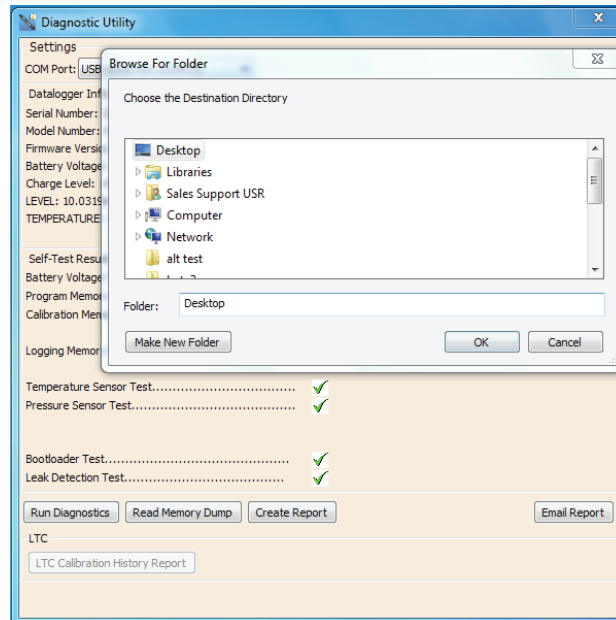 Diagnostic Utility
Settings
COM Port: USB
Browse For Folder
Choose the Destination Directory
Desktop
Libraries
Sales Support USR
Computer
Network
alt test
Folder: Desktop
Make New Folder OK Cancel
Datalogger Inf
Serial Number:
Model Number:
Firmware Versio
Battery Voltage
Charge Level:
LEVEL: 10.0319
TEMPERATURE
Self-Test Resu
Battery Voltage
Program Memo
Calibration Mem
Logging Memor
Temperature Sensor Test..................................
Pressure Sensor Test.......................................
Bootloader Test............................................
Leak Detection Test......................................
Run Diagnostics Read Memory Dump Create Report Email Report
LTC
LTC Calibration History Report